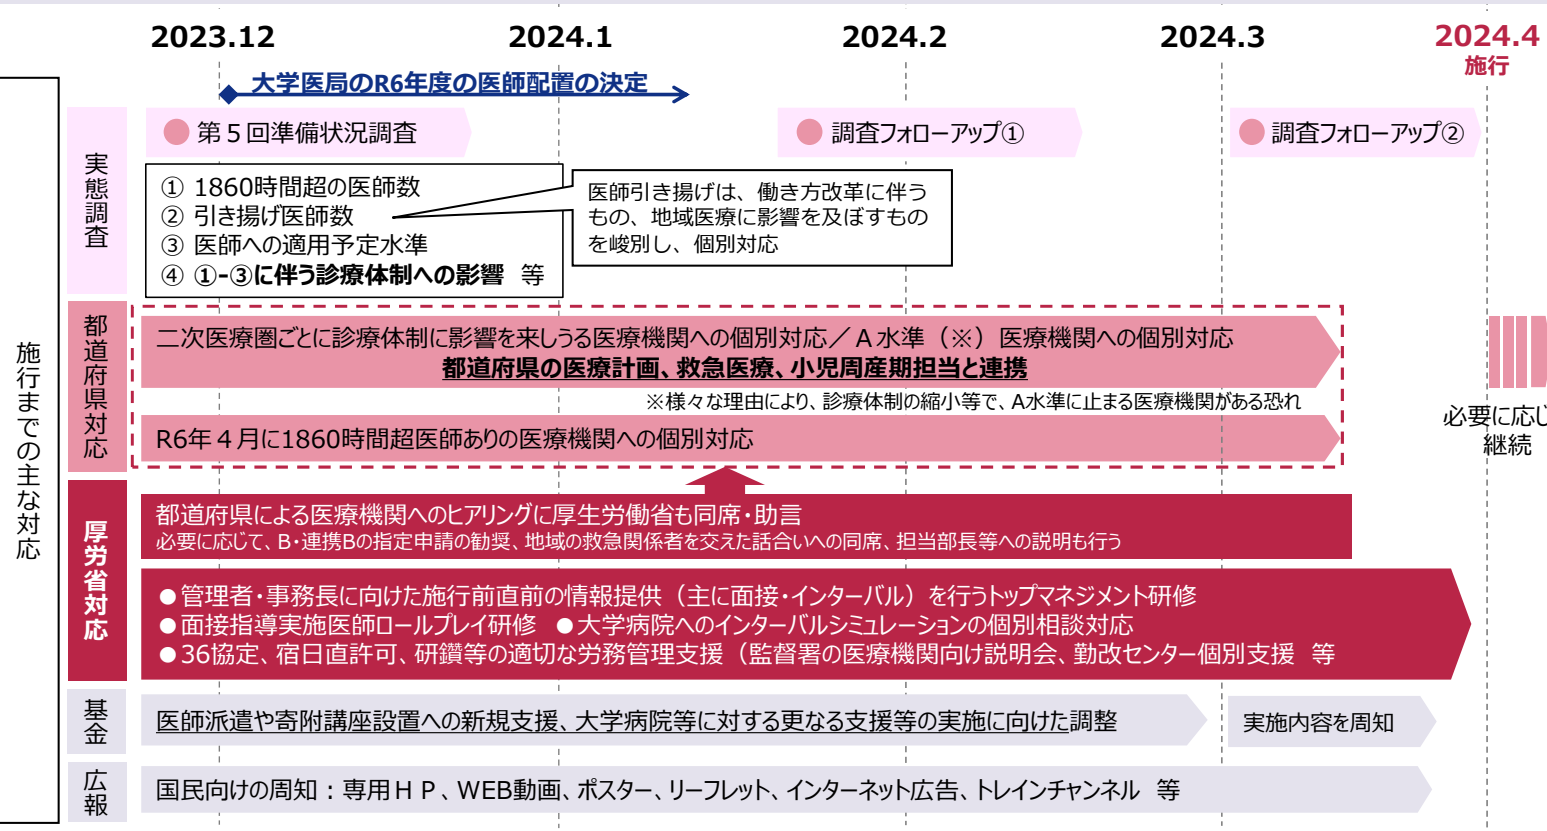 2023.12
2024.1
2024.2
2024.3
2024.4
施行
大学医局のR6年度の医師配置の決定
施行までの主な対応
実態調査
第５回準備状況調査
調査フォローアップ①
調査フォローアップ②
① 1860時間超の医師数
② 引き揚げ医師数
③ 医師への適用予定水準
④ ①-③に伴う診療体制への影響 等
医師引き揚げは、働き方改革に伴う
もの、地域医療に影響を及ぼすもの
を峻別し、個別対応
都道府県対応
二次医療圏ごとに診療体制に影響を来しうる医療機関への個別対応／Ａ水準（※）医療機関への個別対応
都道府県の医療計画、救急医療、小児周産期担当と連携
※様々な理由により、診療体制の縮小等で、A水準に止まる医療機関がある恐れ
R6年４月に1860時間超医師ありの医療機関への個別対応
必要に応じ
継続
厚労省対応
都道府県による医療機関へのヒアリングに厚生労働省も同席・助言
必要に応じて、B・連携Bの指定申請の勧奨、地域の救急関係者を交えた話合いへの同席、担当部長等への説明も行う
●管理者・事務長に向けた施行前直前の情報提供（主に面接・インターバル）を行うトップマネジメント研修
●面接指導実施医師ロールプレイ研修 ●大学病院へのインターバルシミュレーションの個別相談対応
●36協定、宿日直許可、研鑽等の適切な労務管理支援（監督署の医療機関向け説明会、勤改センター個別支援 等
基金
医師派遣や寄附講座設置への新規支援、大学病院等に対する更なる支援等の実施に向けた調整
実施内容を周知
広報
国民向けの周知：専用ＨＰ、WEB動画、ポスター、リーフレット、インターネット広告、トレインチャンネル 等